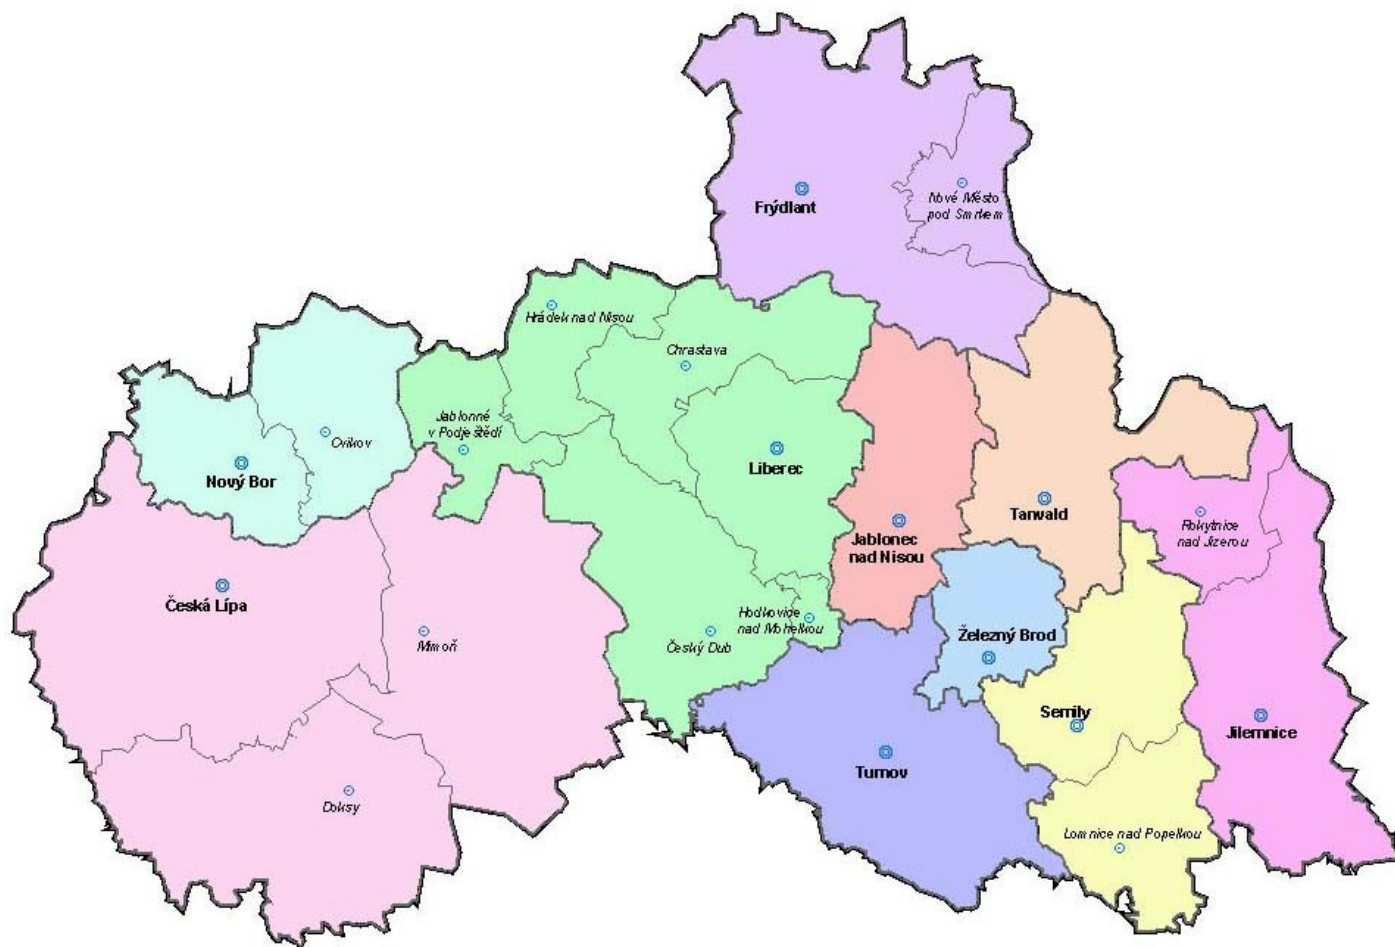 Frýdlant
Nové Město
pod Smrkem
Hrádek nad Nisou
Chrastava
Jablonné
v Podještědí
Cvikov
Nový Bor
Liberec
Tanvald
Rokytnice
nad Jizerou
Jablonec
nad Nisou
Česká Lípa
Mimoň
Hodkovice
nad Mohelkou
Český Dub
Železný Brod
Semily
Jilemnice
Turnov
Doksy
Lomnice nad Popelkou